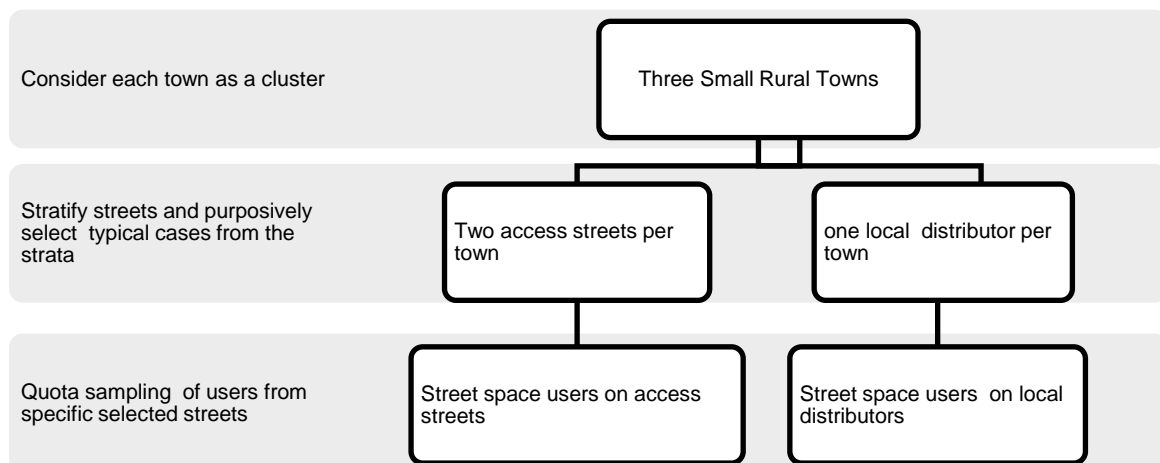 Consider each town as a cluster
Three Small Rural Towns
Stratify streets and purposively
select typical cases from the
strata
Two access streets per
town
one local distributor per
town
Quota sampling of users from
specific selected streets
Street space users on access
streets
Street space users on local
distributors